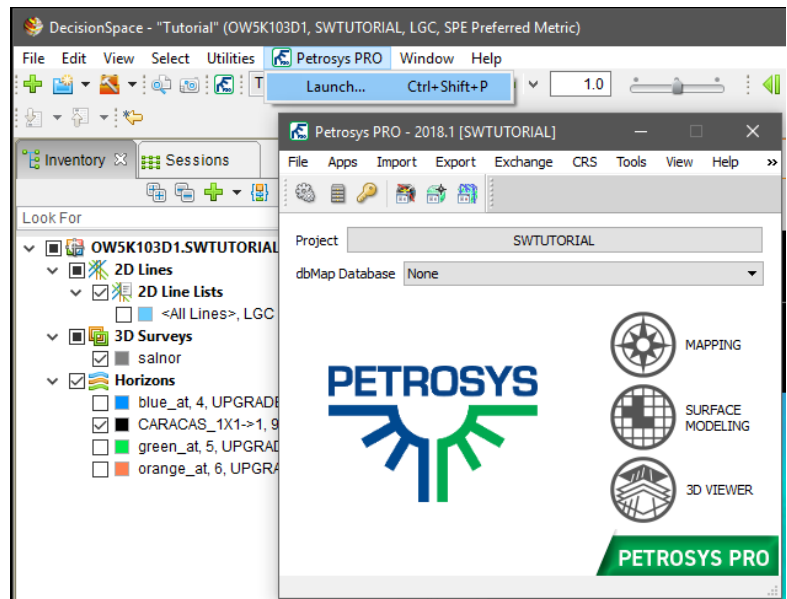 DecisionSpace - "Tutorial" (OW5K103D1, SWTUTORIAL, LGC, SPE Preferred Metric)
File Edit View Select Utilities Petrosys PRO Window Help
T 1.0
Launch... Ctrl+Shift+P
Inventory Sessions
Look For
OW5K103D1.SWTUTORIAL
2D Lines
2D Line Lists
<All Lines>, LGC
3D Surveys
salnor
Horizons
blue_at, 4, UPGRADE
CARACAS_1X1->1, 9
green_at, 5, UPGRAD
orange_at, 6, UPGRA
Petrosys PRO - 2018.1 [SWTUTORIAL]
File Apps Import Export Exchange CRS Tools View Help »
Project SWTUTORIAL
dbMap Database None
PETROSYS
MAPPING
SURFACE
MODELING
3D VIEWER
PETROSYS PRO